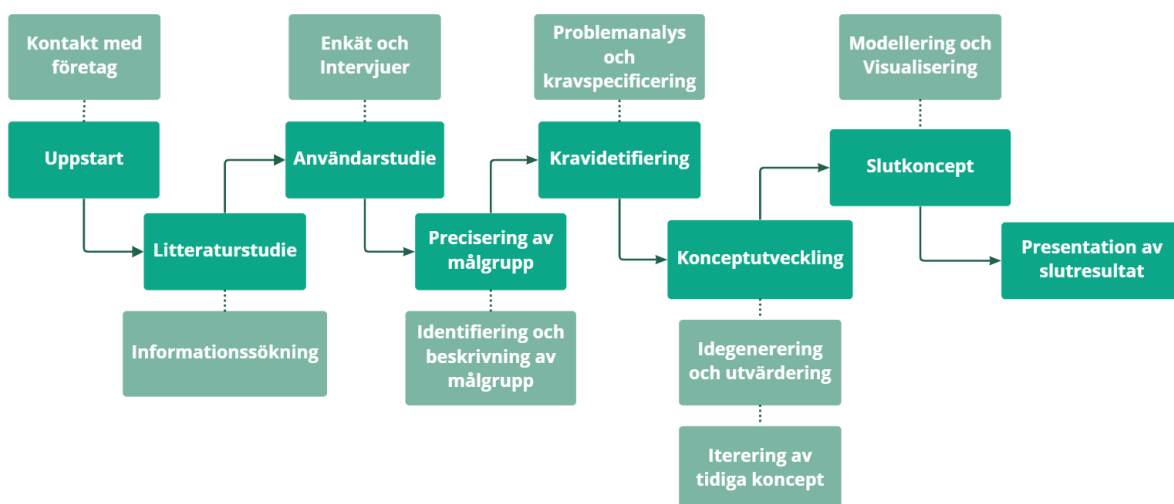 Kontakt med
företag
Enkät och
Intervjuer
Problemanalys
och
kravspecificering
Modellering och
Visualisering
Uppstart
Användarstudie
Kravidetifiering
Slutkoncept
Litteraturstudie
Precisering av
målgrupp
Konceptutveckling
Presentation av
slutresultat
Informationssökning
Identifiering och
beskrivning av
målgrupp
Idegenerering
och utvärdering
Iterering av
tidiga koncept